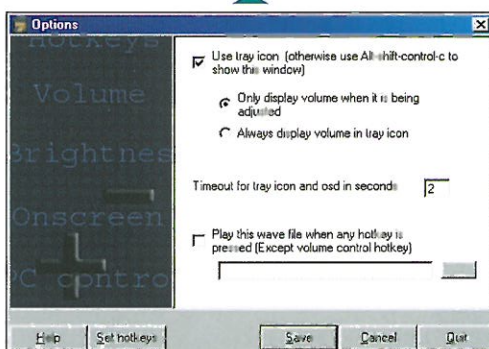 Options
Hotkeys
Volume
Brightnes
Onscreen
PC contro
Use tray icon (otherwise use Alt-shift-control-c to
show this window)
Only display volume when it is being
adjusted
Always display volume in tray icon
Timeout for tray icon and osd in seconds 2
Play this wave file when any hotkey is
pressed (Except volume control hotkey)
Help Set hotkeys Save Cancel Quit